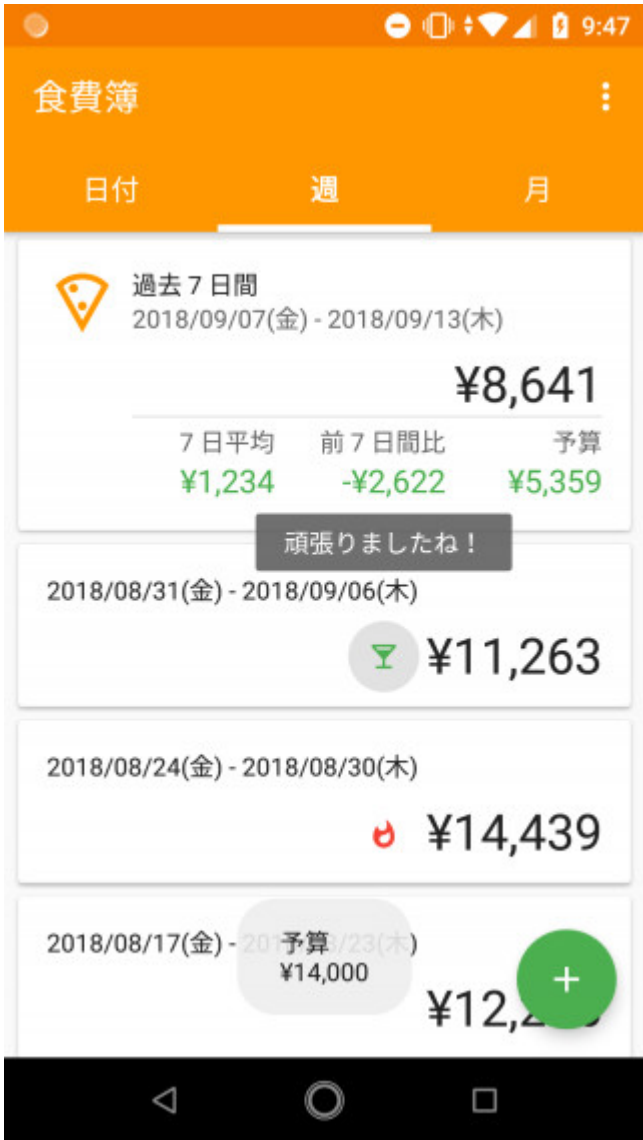 9:47
食費簿
日付 週 月
過去7日間
2018/09/07(金) - 2018/09/13(木)
¥8,641
7日平均 前7日間比 予算
¥1,234 -¥2,622 ¥5,359
頑張りましたね！
2018/08/31(金) - 2018/09/06(木)
¥11,263
2018/08/24(金) - 2018/08/30(木)
¥14,439
2018/08/17(金) -
予算
¥14,000